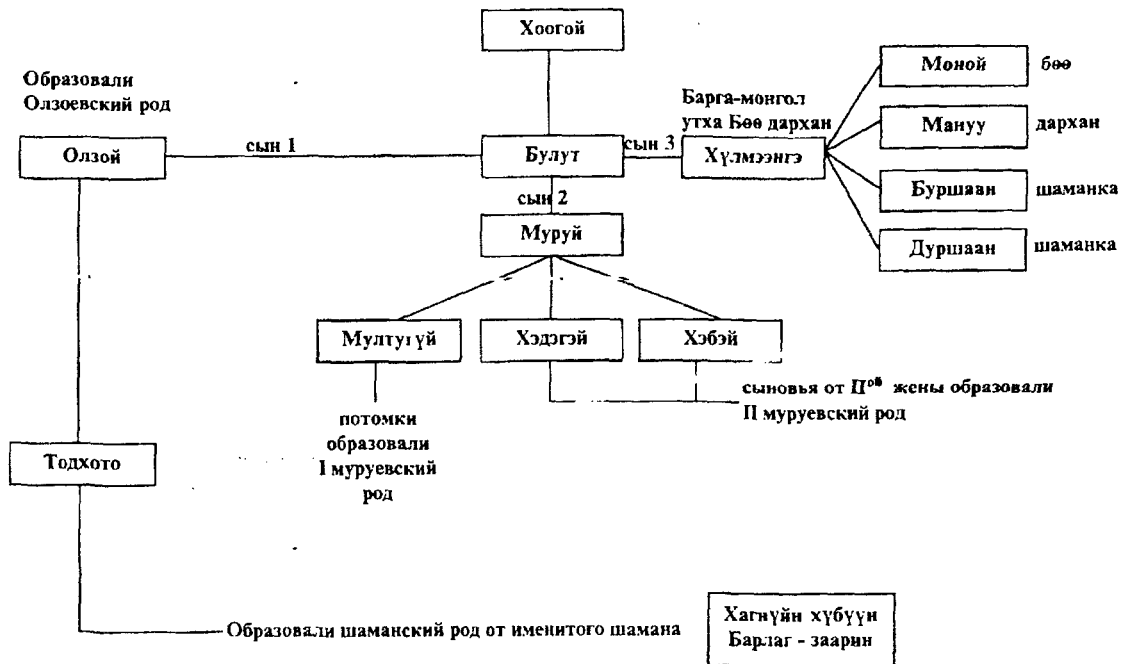 Хоогой
Образовали
Олзоевский род
Олзой
сын 1
Булут
сын 3
Барга-монгол
утха Бөө дархан
Хүлмээнгэ
Моной
бөө
Мануу
дархан
Буршаан
шаманка
Дуршаан
шаманка
сын 2
Муруй
Мултугүй
Хэдэгэй
Хэбэй
потомки
образовали
I муруевский
род
сыновья от IIой жены образовали
II муруевский род
Тодхото
Образовали шаманский род от именитого шамана
Хагнүйн хүбүүн
Барлаг - заарин